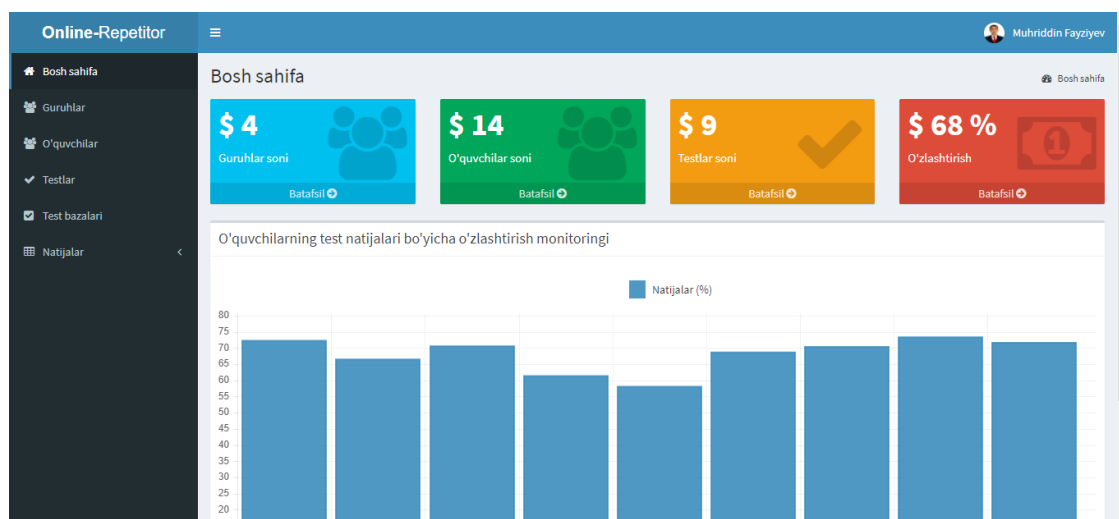 Online-Repetitor
Muhriddin Fayziyev
Bosh sahifa
Guruhlar
O'quvchilar
Testlar
Test bazalari
Natijalar
Bosh sahifa
Bosh sahifa
$ 4
Guruhlar soni
Batafsil
$ 14
O'quvchilar soni
Batafsil
$ 9
Testlar soni
Batafsil
$ 68 %
O'zlashtirish
1
Batafsil
O'quvchilarning test natijalari bo'yicha o'zlashtirish monitoringi
Natijalar (%)
80
75
70
65
60
55
50
45
40
35
30
25
20